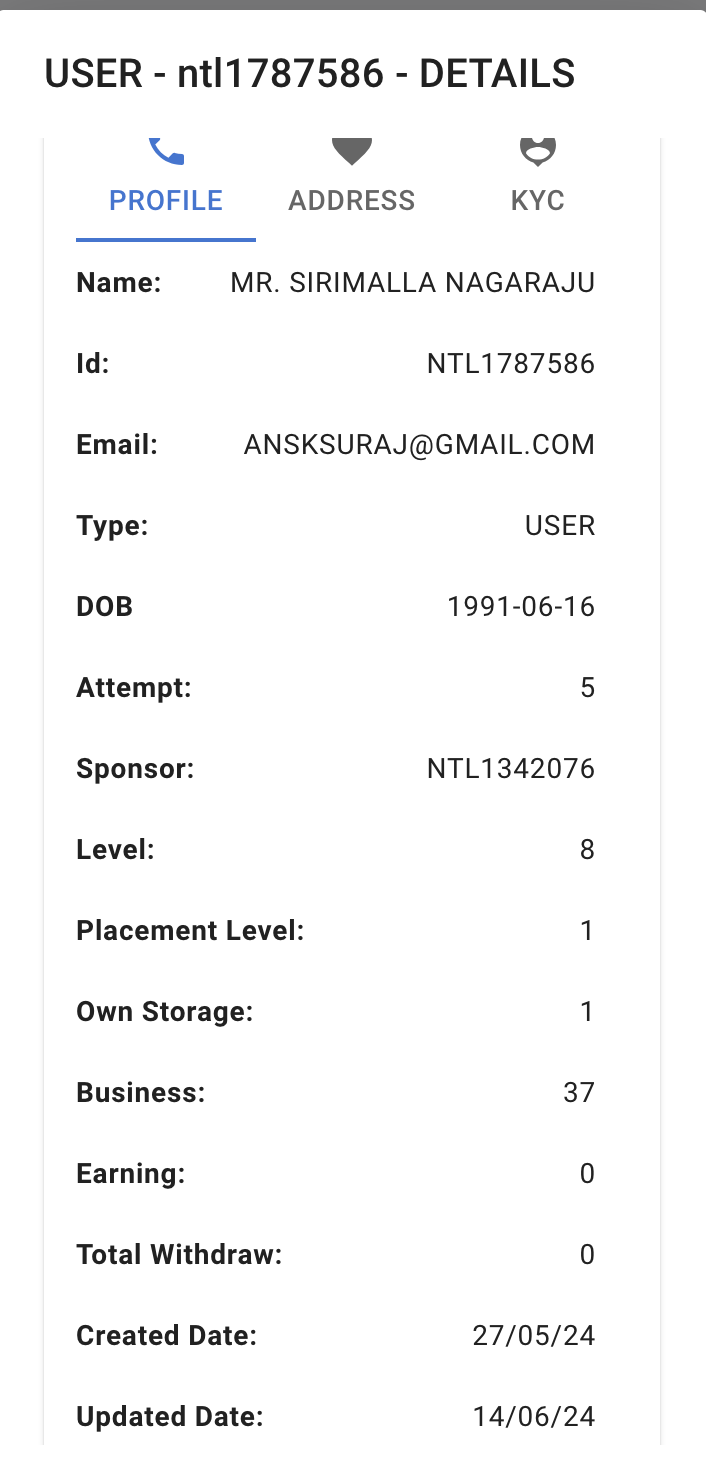 USER - ntl1787586 - DETAILS
PROFILE ADDRESS KYC
Name: MR. SIRIMALLA NAGARAJU
Id: NTL1787586
Email: ANSKSURAJ@GMAIL.COM
Type: USER
DOB 1991-06-16
Attempt: 5
Sponsor: NTL1342076
Level: 8
Placement Level: 1
Own Storage: 1
Business: 37
Earning: 0
Total Withdraw: 0
Created Date: 27/05/24
Updated Date: 14/06/24